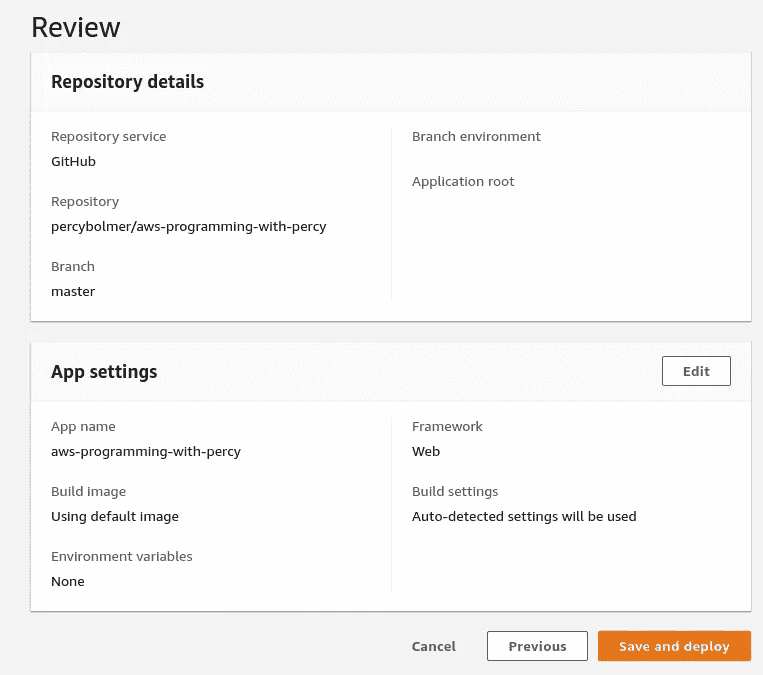 Review
Repository details
Repository service
GitHub
Repository
percybolmer/aws-programming-with-percy
Branch
master
Branch environment
Application root
App settings
Edit
App name
aws-programming-with-percy
Build image
Using default image
Environment variables
None
Framework
Web
Build settings
Auto-detected settings will be used
Cancel
Previous
Save and deploy